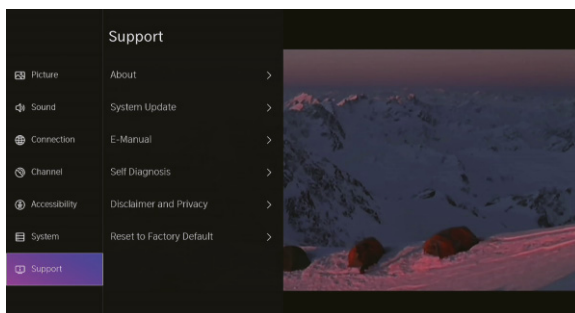 Support
Picture
About
Sound
System Update
Connection
E-Manual
Channel
Self Diagnosis
Accessibility
Disclaimer and Privacy
System
Reset to Factory Default
Support